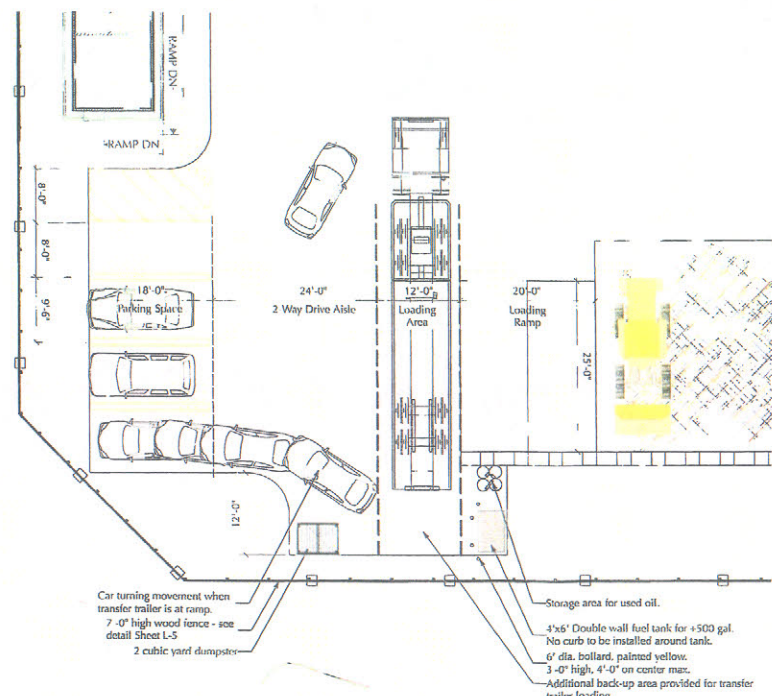 RAMP DN
RAMP DN
8'-0"
8'-0"
9'-6"
18'-0"
Parking Space
24'-0"
2 Way Drive Aisle
12'-0"
Loading
Area
20'-0"
Loading
Ramp
25'-0"
12'-0"
Car turning movement when
transfer trailer is at ramp.
7 -0" high wood fence - see
detail Sheet L-5
2 cubic yard dumpster
Storage area for used oil.
4'x6' Double wall fuel tank for +500 gal.
No curb to be installed around tank.
6' dia. bollard, painted yellow.
3 -0" high, 4'-0" on center max.
Additional back-up area provided for transfer
trailer loading